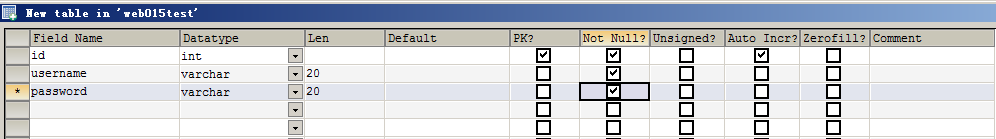 New table in 'web015test'
Field Name Datatype Len Default PK? Not Null? Unsigned? Auto Incr? Zerofill? Comment
id int
username varchar 20
* password varchar 20